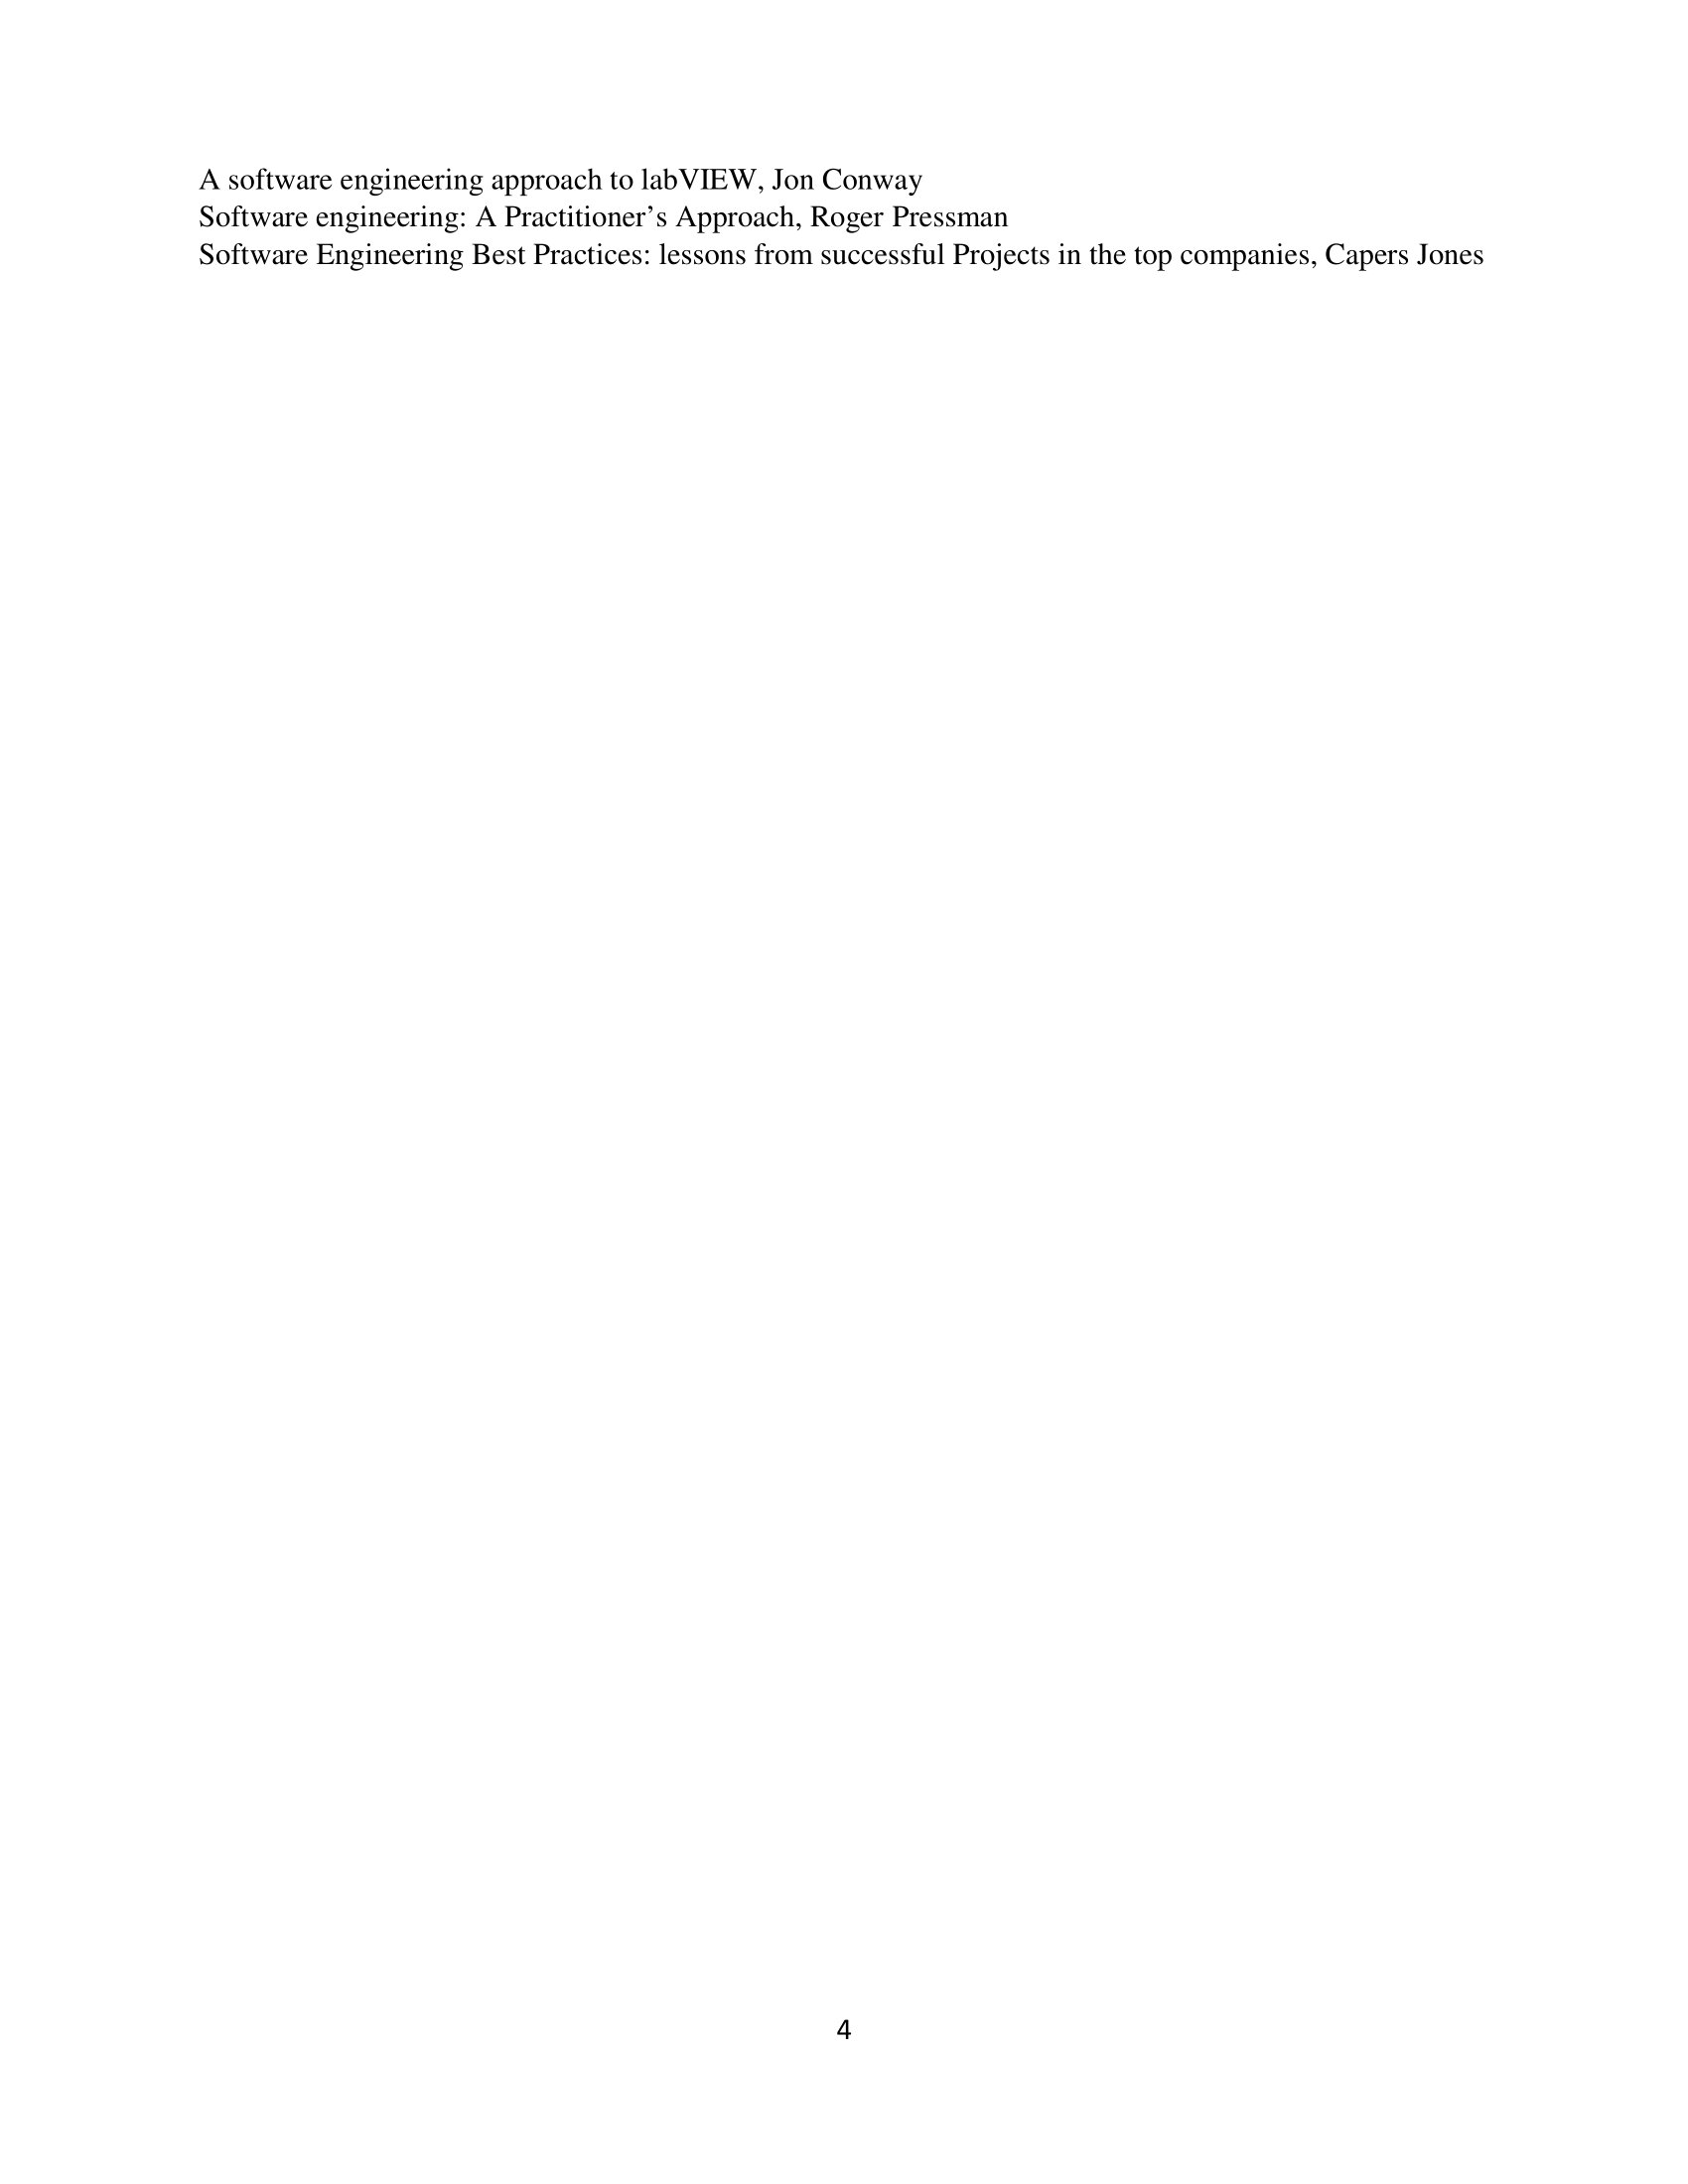 A software engineering approach to labVIEW, Jon Conway
Software engineering: A Practitioner’s Approach, Roger Pressman
Software Engineering Best Practices: lessons from successful Projects in the top companies, Capers Jones
4